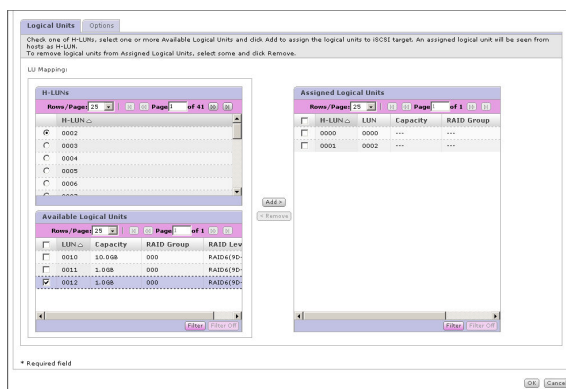 Logical Units Options
Check one of H-LUNs, select one or more Available Logical Units and click Add to assign the logical units to iSCSI target. An assigned logical unit will be seen from
hosts as H-LUN.
To remove logical units from Assigned Logical Units, select some and click Remove.
LU Mapping:
H-LUNs
Rows/Page: 25 Page 1 of 41
H-LUN
0002
0003
0004
0005
0006
Available Logical Units
Rows/Page: 25 Page 1 of 1
LUN Capacity RAID Group RAID Lev
0010 10.0GB 000 RAID6(9D-
0011 1.0GB 000 RAID6(9D-
0012 1.0GB 000 RAID6(9D-
Filter Filter Off
Add >
< Remove
Assigned Logical Units
Rows/Page: 25 Page 1 of 1
H-LUN LUN Capacity RAID Group
0000 0000 --- ---
0001 0002 --- ---
Filter Filter Off
* Required field
OK Cance